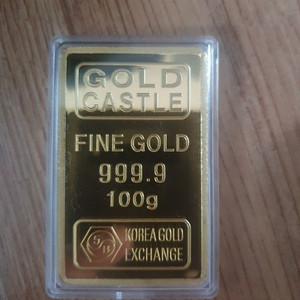 GOLD
CASTLE
FINE GOLD
999.9
100g
KOREA GOLD
EXCHANGE